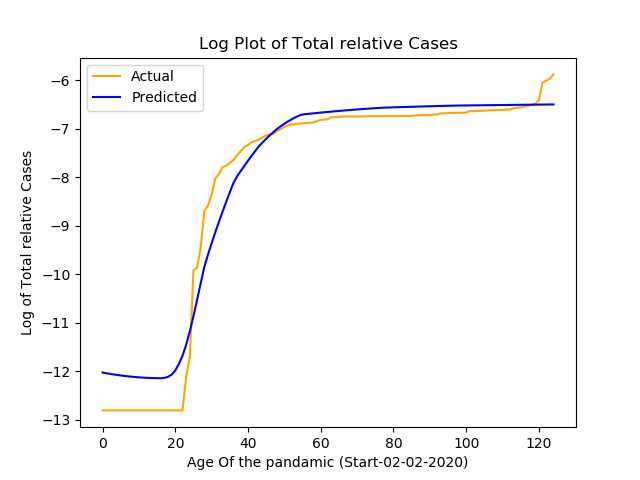 Log Plot of Total relative Cases
Actual
Predicted
Log of Total relative Cases
−6
−7
−8
−9
−10
−11
−12
−13
0 20 40 60 80 100 120
Age Of the pandamic (Start-02-02-2020)